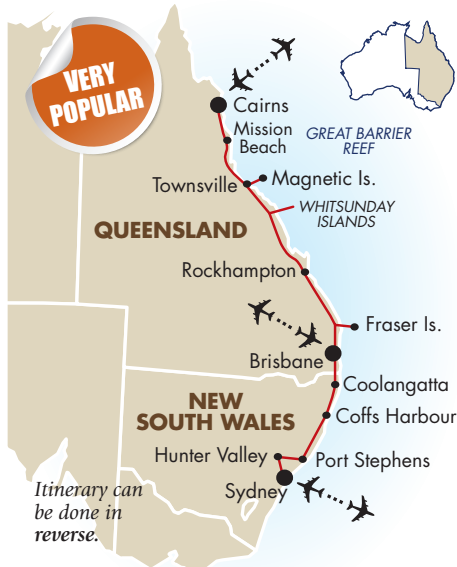 VERY
POPULAR
Cairns
Mission
Beach
GREAT BARRIER
REEF
Townsville
Magnetic Is.
WHITSUNDAY
ISLANDS
QUEENSLAND
Rockhampton
Fraser Is.
Brisbane
Coolangatta
NEW
SOUTH WALES
Coffs Harbour
Hunter Valley
Port Stephens
Sydney
Itinerary can
be done in
reverse.